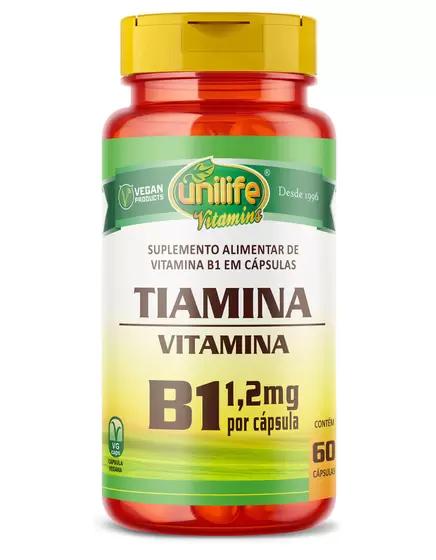 VEGAN
PRODUCTS
unilife
Vitamins
Desde 1996
SUPLEMENTO ALIMENTAR DE
VITAMINA B1 EM CÁPSULAS
TIAMINA
VITAMINA
B1 1,2mg
por cápsula
CONTÉM
60
CÁPSULAS
VG
caps
CÁPSULA
VEGANA